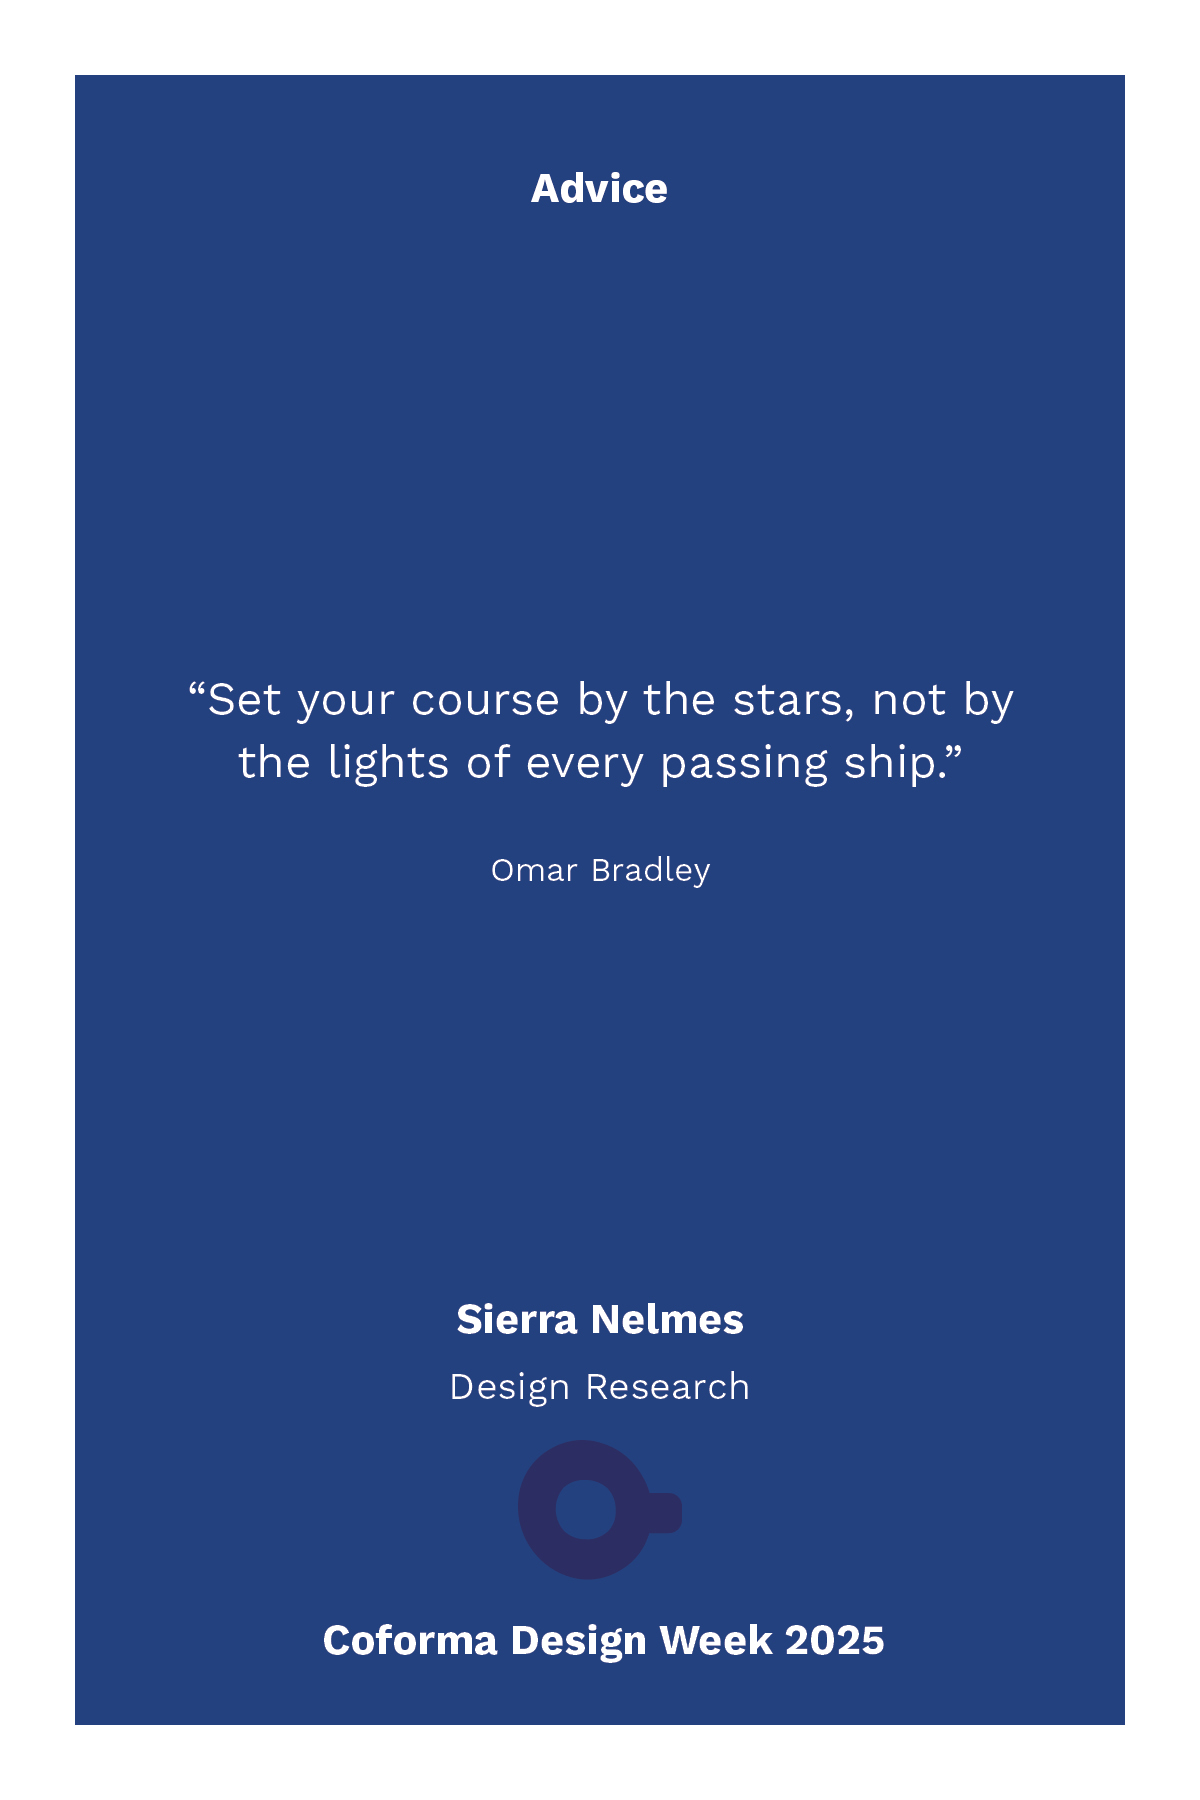 Advice
“Set your course by the stars, not by
the lights of every passing ship.”
Omar Bradley
Sierra Nelmes
Design Research
Coforma Design Week 2025